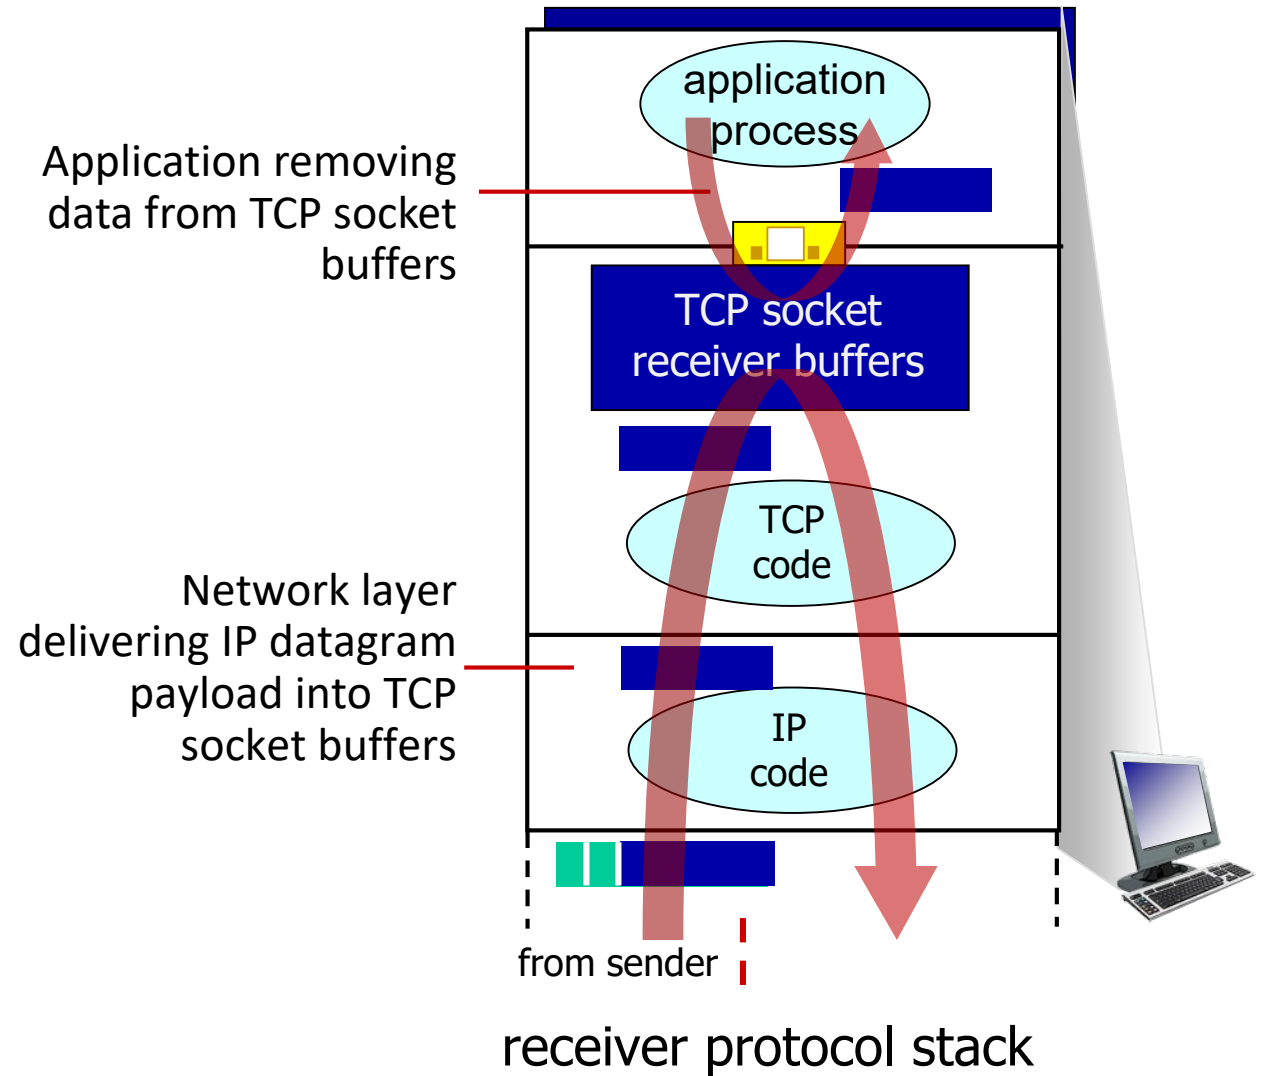 application
process
Application removing
data from TCP socket
buffers
TCP socket
receiver buffers
TCP
code
Network layer
delivering IP datagram
payload into TCP
socket buffers
IP
code
from sender
receiver protocol stack